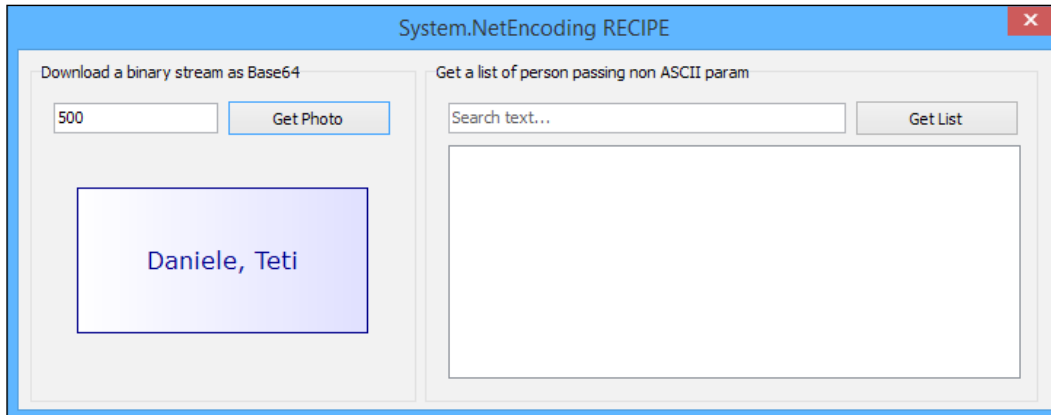 System.NetEncoding RECIPE
Download a binary stream as Base64
500
Get Photo
Daniele, Teti
Get a list of person passing non ASCII param
Search text...
Get List